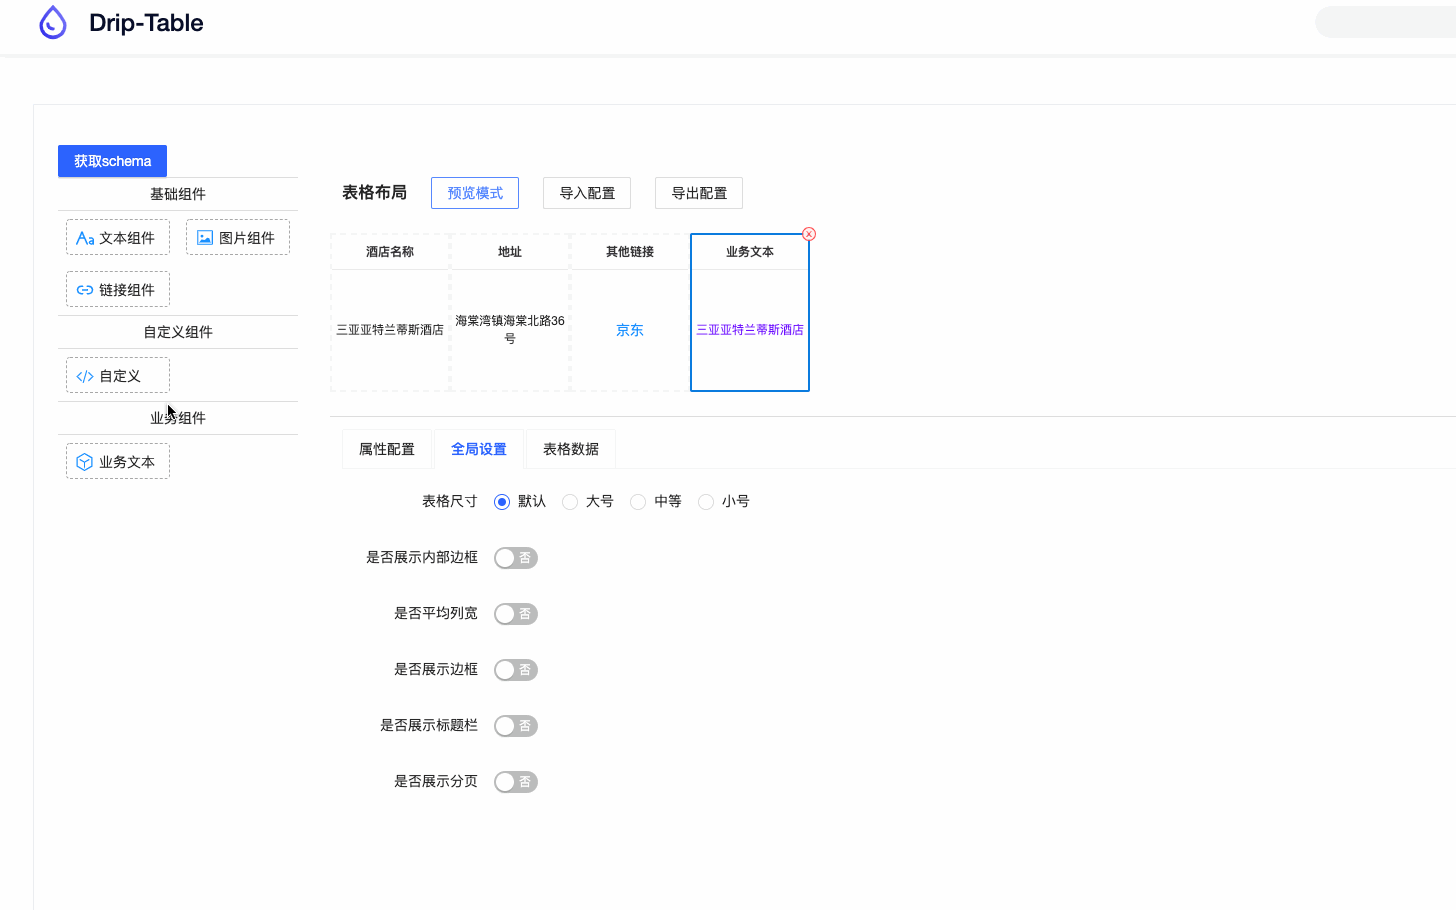 Drip-Table
获取schema
基础组件
文本组件
图片组件
链接组件
自定义组件
自定义
业务组件
业务文本
表格布局
预览模式
导入配置
导出配置
酒店名称
地址
其他链接
业务文本
三亚亚特兰蒂斯酒店
海棠湾镇海棠北路36
号
京东
三亚亚特兰蒂斯酒店
属性配置
全局设置
表格数据
表格尺寸
默认
大号
中等
小号
是否展示内部边框
否
是否平均列宽
否
是否展示边框
否
是否展示标题栏
否
是否展示分页
否